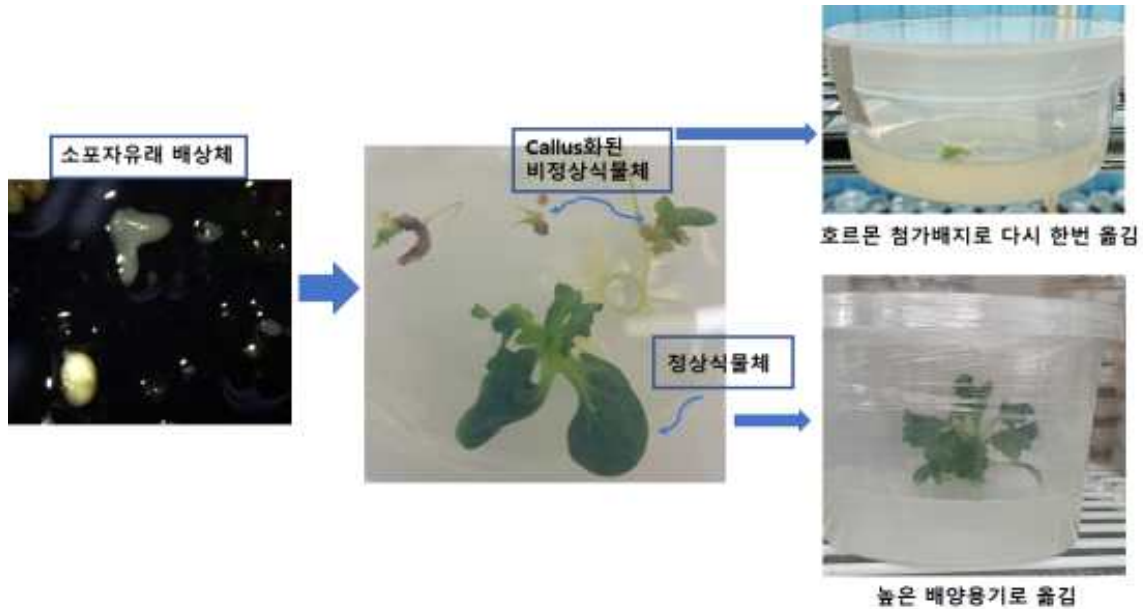 소포자유래 배상체
Callus화된
비정상식물체
호르몬 첨가배지로 다시 한번 옮김
정상식물체
높은 배양용기로 옮김